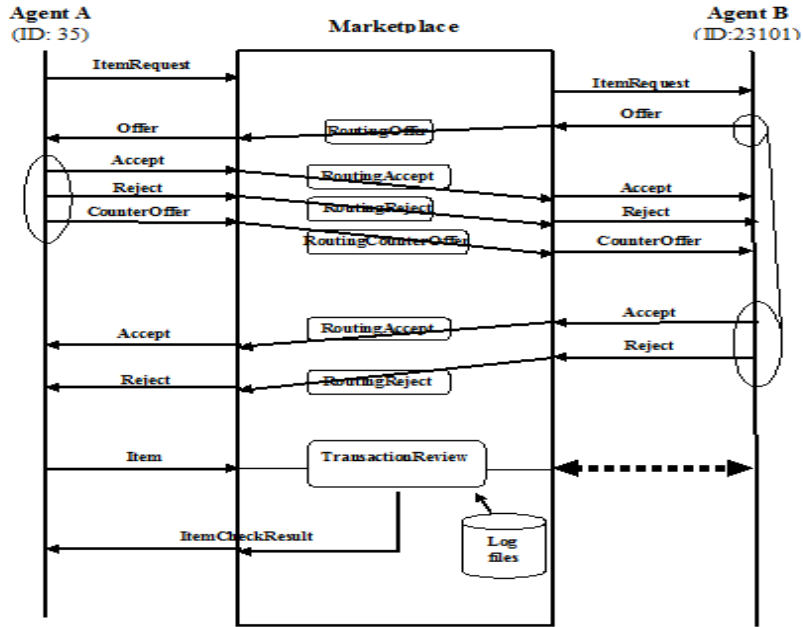 Agent A
(ID: 35)
Marketplace
Agent B
(ID:23101)
ItemRequest
ItemRequest
Offer
RoutingOffer
Offer
Accept
RoutingAccept
Accept
Reject
RoutingReject
Reject
CounterOffer
RoutingCounterOffer
CounterOffer
Accept
RoutingAccept
Accept
Reject
RoutingReject
Reject
Item
TransactionReview
ItemCheckResult
Log
files